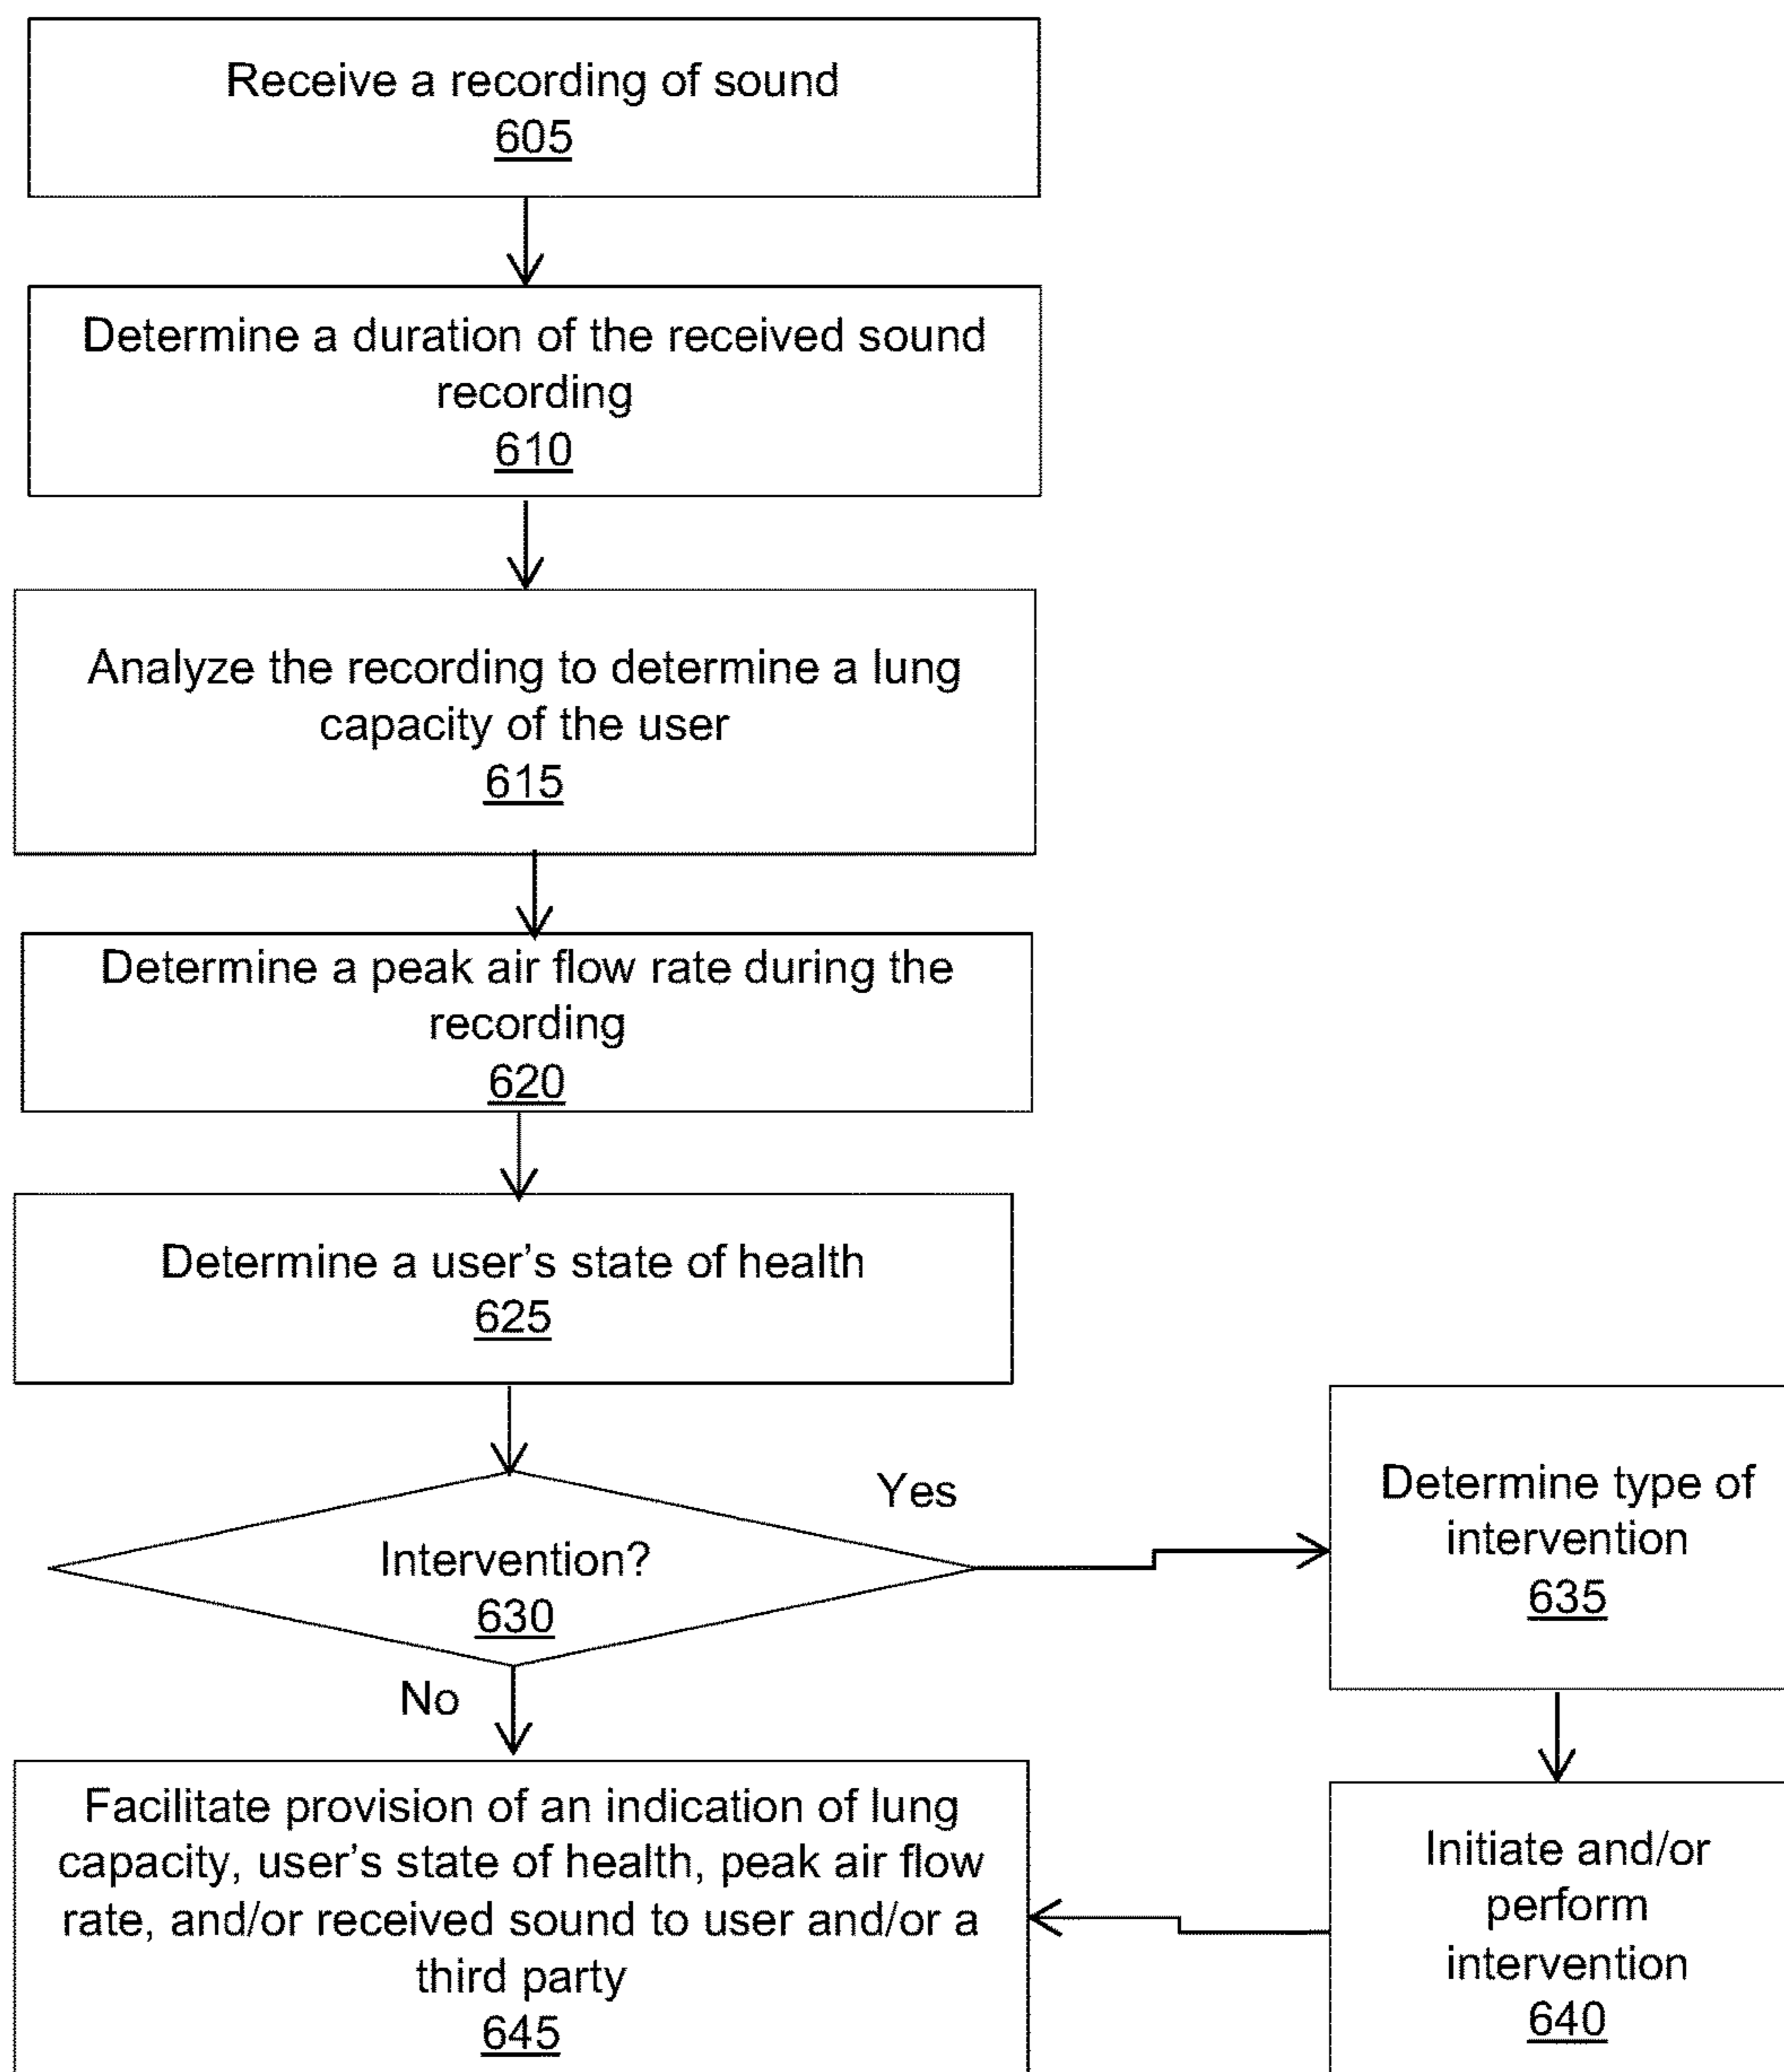 Receive a recording of sound
605
Determine a duration of the received sound
recording
610
Analyze the recording to determine a lung
capacity of the user
615
Determine a peak air flow rate during the
recording
620
Determine a user's state of health
625
Yes
Intervention?
630
Determine type of
intervention
635
No
Facilitate provision of an indication of lung
capacity, user's state of health, peak air flow
rate, and/or received sound to user and/or a
third party
645
Initiate and/or
perform
intervention
640